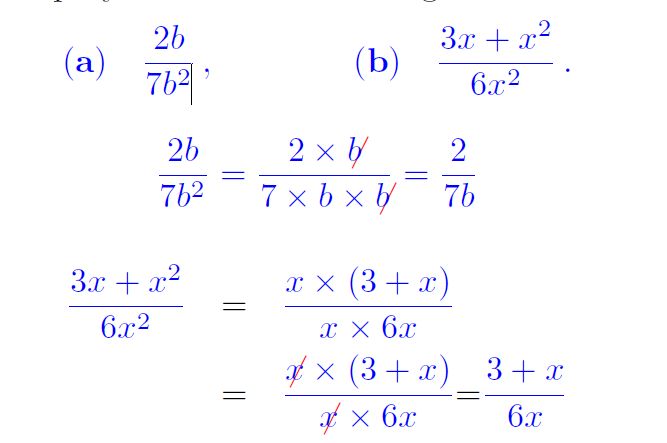 (a) 2b/7b², (b) 3x + x²/6x².
2b/7b² = 2 × b/7 × b × b = 2/7b
3x + x²/6x² = x × (3 + x)/x × 6x
= x × (3 + x)/x × 6x = 3 + x/6x